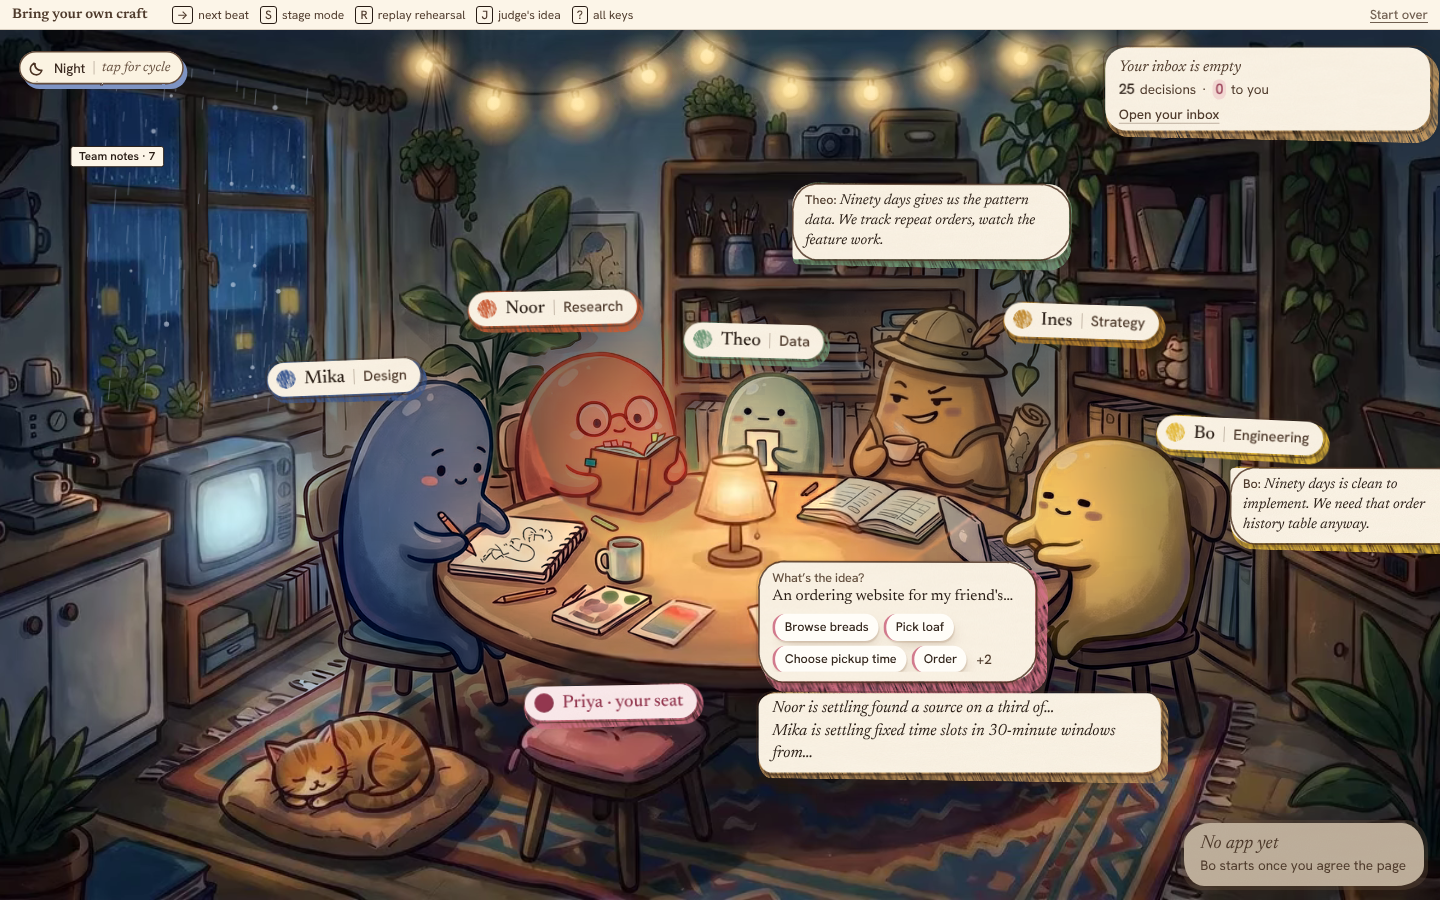 Bring your own craft
→ next beat S stage mode R replay rehearsal J judge's idea ? all keys
Start over
Night tap for cycle
Your inbox is empty
25 decisions · 0 to you
Open your inbox
Team notes · 7
Theo: Ninety days gives us the pattern
data. We track repeat orders, watch the
feature work.
Noor Research
Ines Strategy
Theo Data
Mika Design
Bo Engineering
Bo: Ninety days is clean to
implement. We need that order
history table anyway.
What's the idea?
An ordering website for my friend's...
Browse breads Pick loaf
Choose pickup time Order +2
Priya · your seat
Noor is settling found a source on a third of...
Mika is settling fixed time slots in 30-minute windows
from...
No app yet
Bo starts once you agree the page